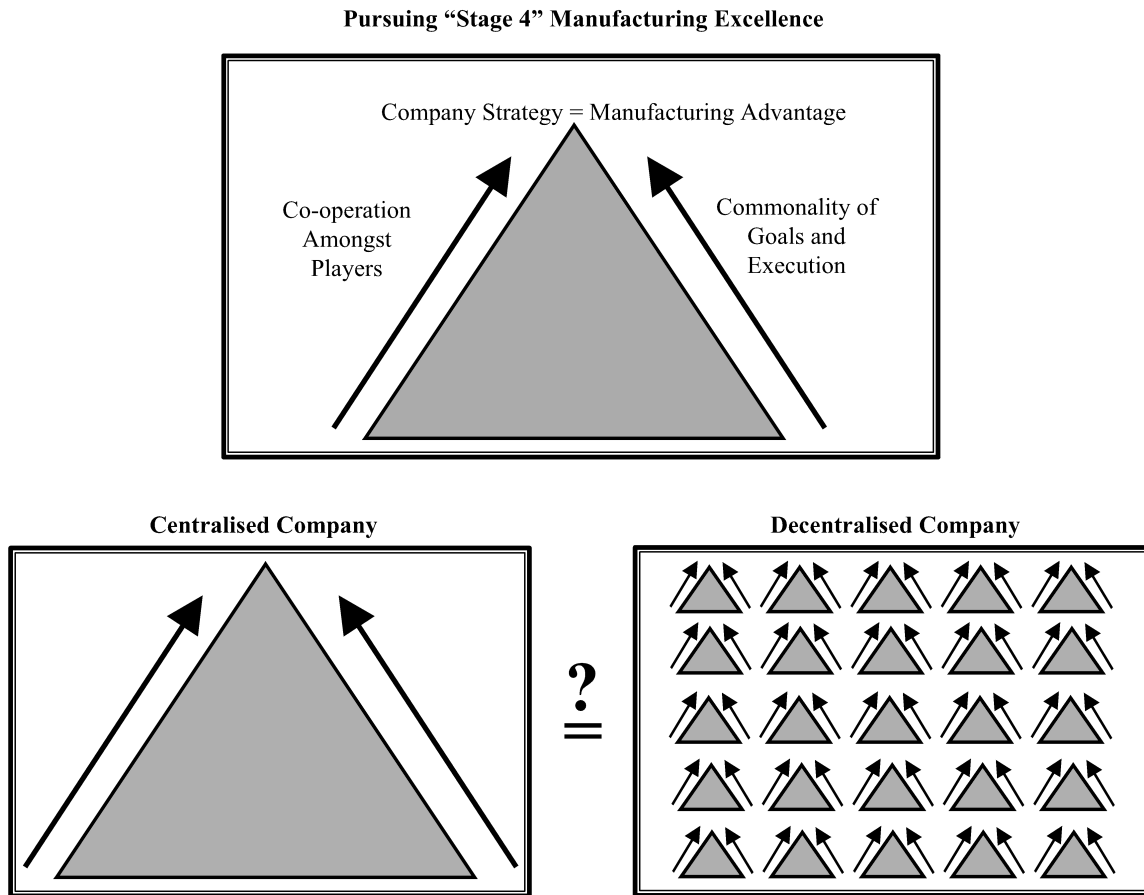 Pursuing “Stage 4” Manufacturing Excellence
Company Strategy = Manufacturing Advantage
Co-operation
Amongst
Players
Commonality of
Goals and
Execution
Centralised Company
Decentralised Company
?
=